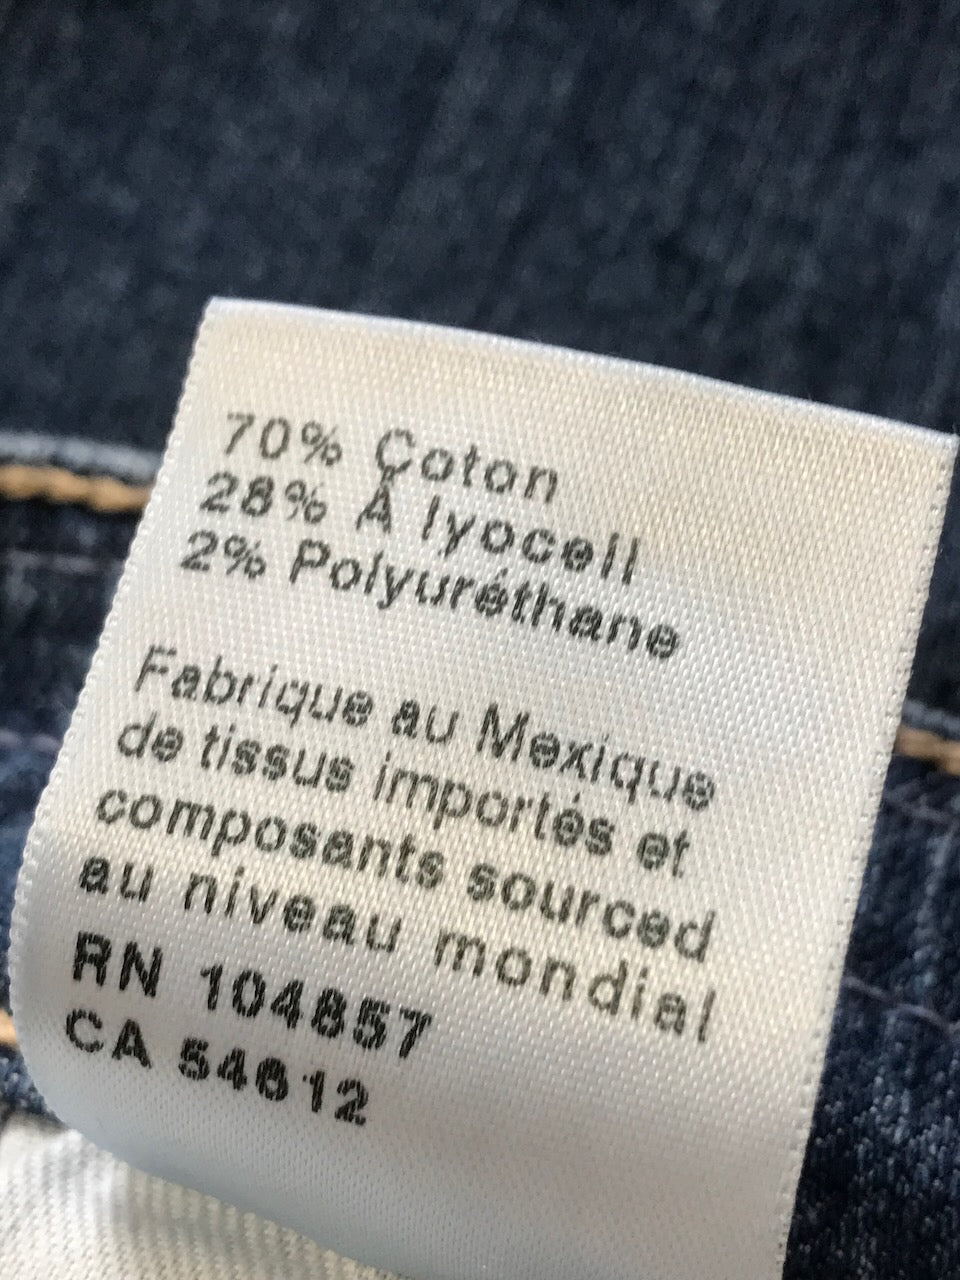 70% Çoton
28% Â lyocell
2% Polyuréthane
Fabrique au Mexique
de tissus importés et
composants sourced
au niveau mondial
RN 104857
CA 54612